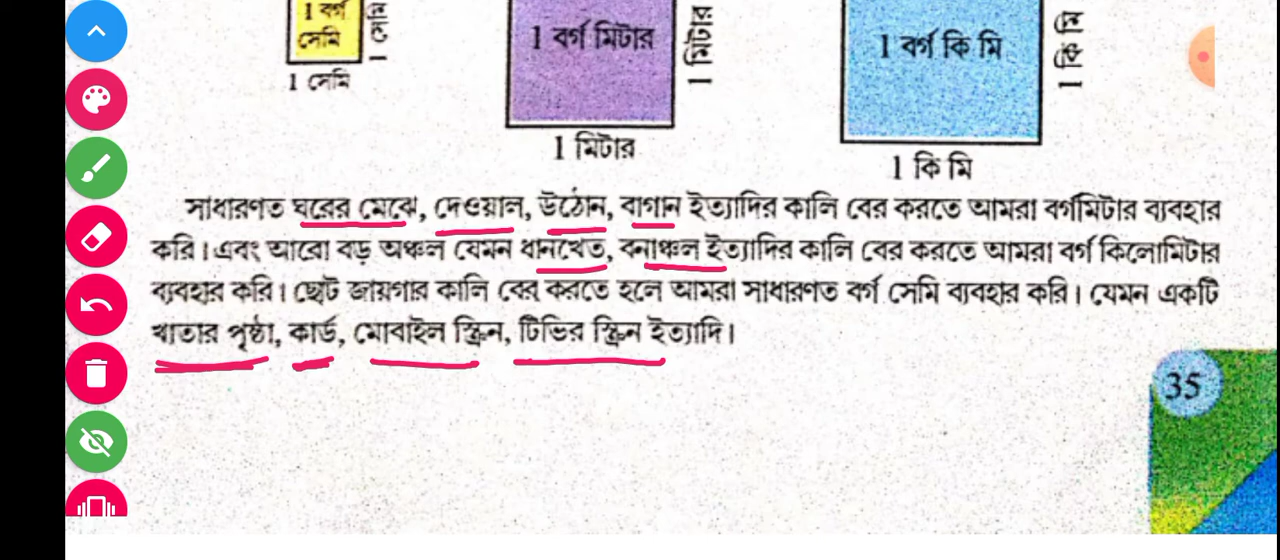 1 বর্গ
সেমি
1 সেমি
1 সেমি
1 বর্গ মিটার
1 মিটার
1 মিটার
1 বর্গ কি মি
1 কি মি
1 কি মি
সাধারণত ঘরের মেঝে, দেওয়াল, উঠোন, বাগান ইত্যাদির কালি বের করতে আমরা বর্গমিটার ব্যবহার
করি। এবং আরো বড় অঞ্চল যেমন ধানখেত, বনাঞ্চল ইত্যাদির কালি বের করতে আমরা বর্গ কিলোমিটার
ব্যবহার করি। ছোট জায়গার কালি বের করতে হলে আমরা সাধারণত বর্গ সেমি ব্যবহার করি। যেমন একটি
খাতার পৃষ্ঠা, কার্ড, মোবাইল স্ক্রিন, টিভির স্ক্রিন ইত্যাদি।
35